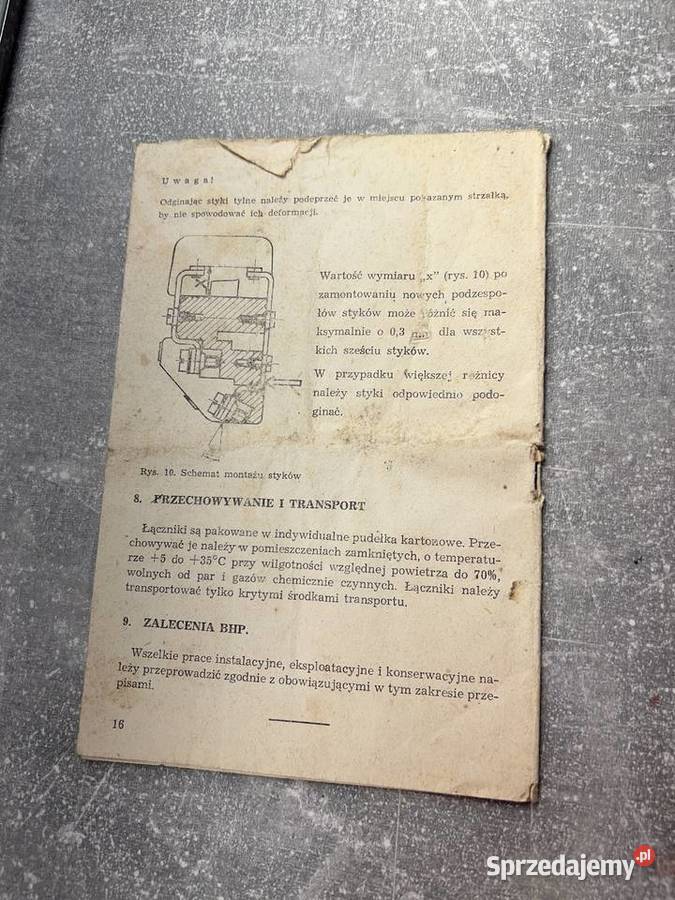 Uwaga!
Odginając styki tylne należy podeprzeć je w miejscu pokazanym strzałką,
by nie spowodować ich deformacji.
Wartość wymiaru „x” (rys. 10) po
zamontowaniu nowych podzespo-
łów styków może różnić się ma-
ksymalnie o 0,3 mm dla wszyst-
kich sześciu styków.
W przypadku większej różnicy
należy styki odpowiednio podo-
ginać.
x
Rys. 10. Schemat montażu styków
8. PRZECHOWYWANIE I TRANSPORT
Łączniki są pakowane w indywidualne pudełka kartonowe. Prze-
chowywać je należy w pomieszczeniach zamkniętych, o temperatu-
rze +5 do +35°C przy wilgotności względnej powietrza do 70%,
wolnych od par i gazów chemicznie czynnych. Łączniki należy
transportować tylko krytymi środkami transportu.
9. ZALECENIA BHP.
Wszelkie prace instalacyjne, eksploatacyjne i konserwacyjne na-
leży przeprowadzić zgodnie z obowiązującymi w tym zakresie prze-
pisami.
16
Sprzedajemy.pl